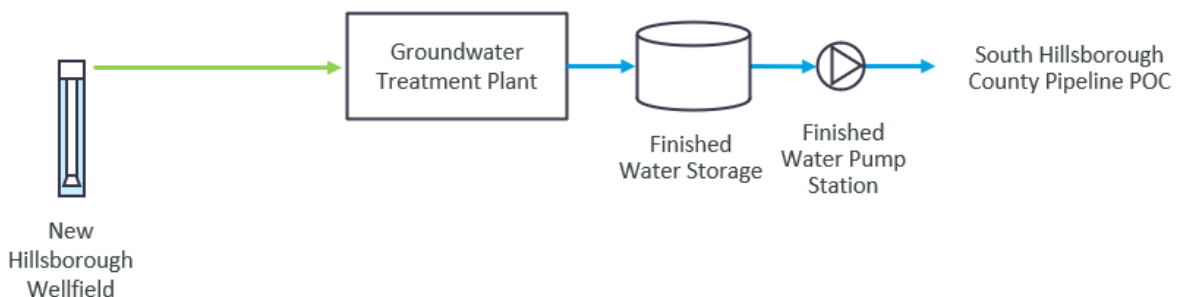 Groundwater
Treatment Plant
South Hillsborough
County Pipeline POC
Finished
Water Storage
Finished
Water Pump
Station
New
Hillsborough
Wellfield